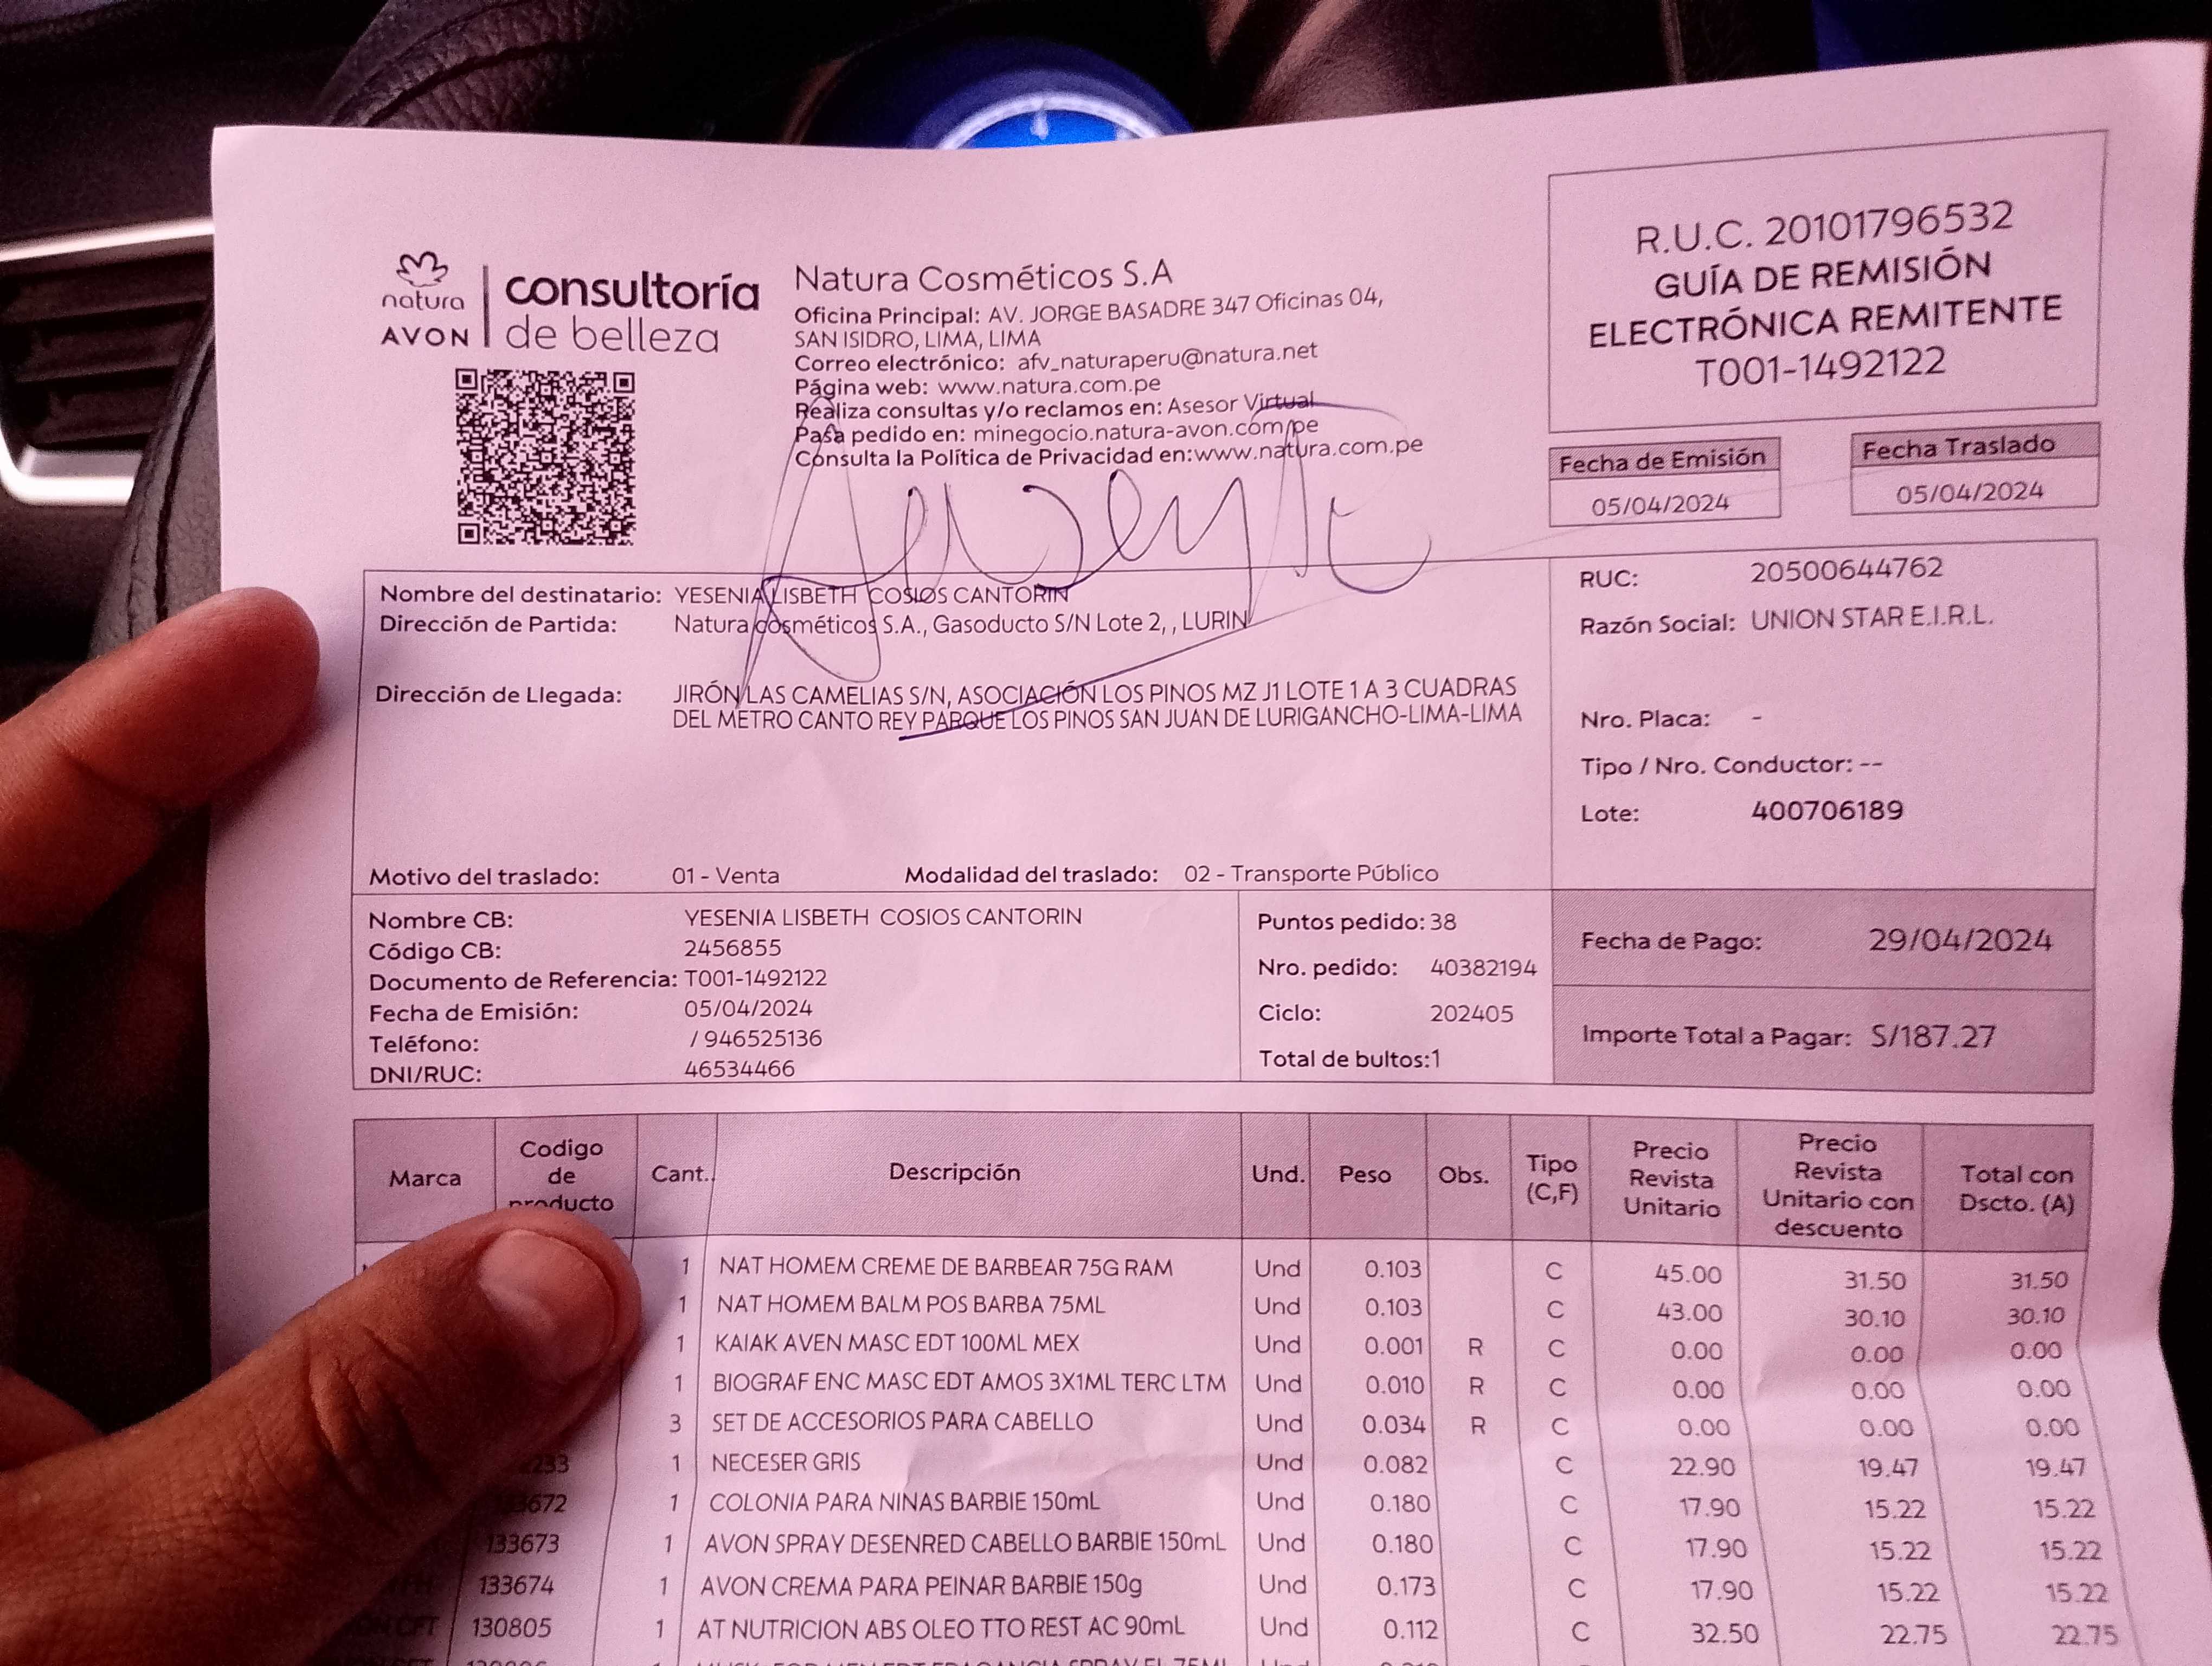 natura
AVON
consultoría
de belleza
Natura Cosméticos S.A
Oficina Principal: AV. JORGE BASADRE 347 Oficinas 04,
SAN ISIDRO, LIMA, LIMA
Correo electrónico: afv_naturaperu@natura.net
Página web: www.natura.com.pe
Realiza consultas y/o reclamos en: Asesor Virtual
Pasa pedido en: minegocio.natura-avon.com/pe
Consulta la Política de Privacidad en:www.natura.com.pe
R.U.C. 20101796532
GUÍA DE REMISIÓN
ELECTRÓNICA REMITENTE
T001-1492122
Fecha de Emisión
05/04/2024
Fecha Traslado
05/04/2024
Nombre del destinatario: YESENIA LISBETH COSIOS CANTORIN
Dirección de Partida: Natura cosméticos S.A., Gasoducto S/N Lote 2, , LURIN
Dirección de Llegada: JIRÓN LAS CAMELIAS S/N, ASOCIACIÓN LOS PINOS MZ J1 LOTE 1 A 3 CUADRAS
DEL METRO CANTO REY PARQUE LOS PINOS SAN JUAN DE LURIGANCHO-LIMA-LIMA
Motivo del traslado: 01 - Venta Modalidad del traslado: 02 - Transporte Público
RUC: 20500644762
Razón Social: UNION STAR E.I.R.L.
Nro. Placa: -
Tipo / Nro. Conductor: --
Lote: 400706189
Nombre CB: YESENIA LISBETH COSIOS CANTORIN
Código CB: 2456855
Documento de Referencia: T001-1492122
Fecha de Emisión: 05/04/2024
Teléfono: / 946525136
DNI/RUC: 46534466
Puntos pedido: 38
Nro. pedido: 40382194
Ciclo: 202405
Total de bultos:1
Fecha de Pago: 29/04/2024
Importe Total a Pagar: S/187.27
Marca
Codigo
de
producto
Cant..
Descripción
Und.
Peso
Obs.
Tipo
(C,F)
Precio
Revista
Unitario
Precio
Revista
Unitario con
descuento
Total con
Dscto. (A)
1 NAT HOMEM CREME DE BARBEAR 75G RAM Und 0.103 C 45.00 31.50 31.50
1 NAT HOMEM BALM POS BARBA 75ML Und 0.103 C 43.00 30.10 30.10
1 KAIAK AVEN MASC EDT 100ML MEX Und 0.001 R C 0.00 0.00 0.00
1 BIOGRAF ENC MASC EDT AMOS 3X1ML TERC LTM Und 0.010 R C 0.00 0.00 0.00
3 SET DE ACCESORIOS PARA CABELLO Und 0.034 R C 0.00 0.00 0.00
1 NECESER GRIS Und 0.082 C 22.90 19.47 19.47
1 COLONIA PARA NINAS BARBIE 150mL Und 0.180 C 17.90 15.22 15.22
133673 1 AVON SPRAY DESENRED CABELLO BARBIE 150mL Und 0.180 C 17.90 15.22 15.22
133674 1 AVON CREMA PARA PEINAR BARBIE 150g Und 0.173 C 17.90 15.22 15.22
130805 1 AT NUTRICION ABS OLEO TTO REST AC 90mL Und 0.112 C 32.50 22.75 22.75